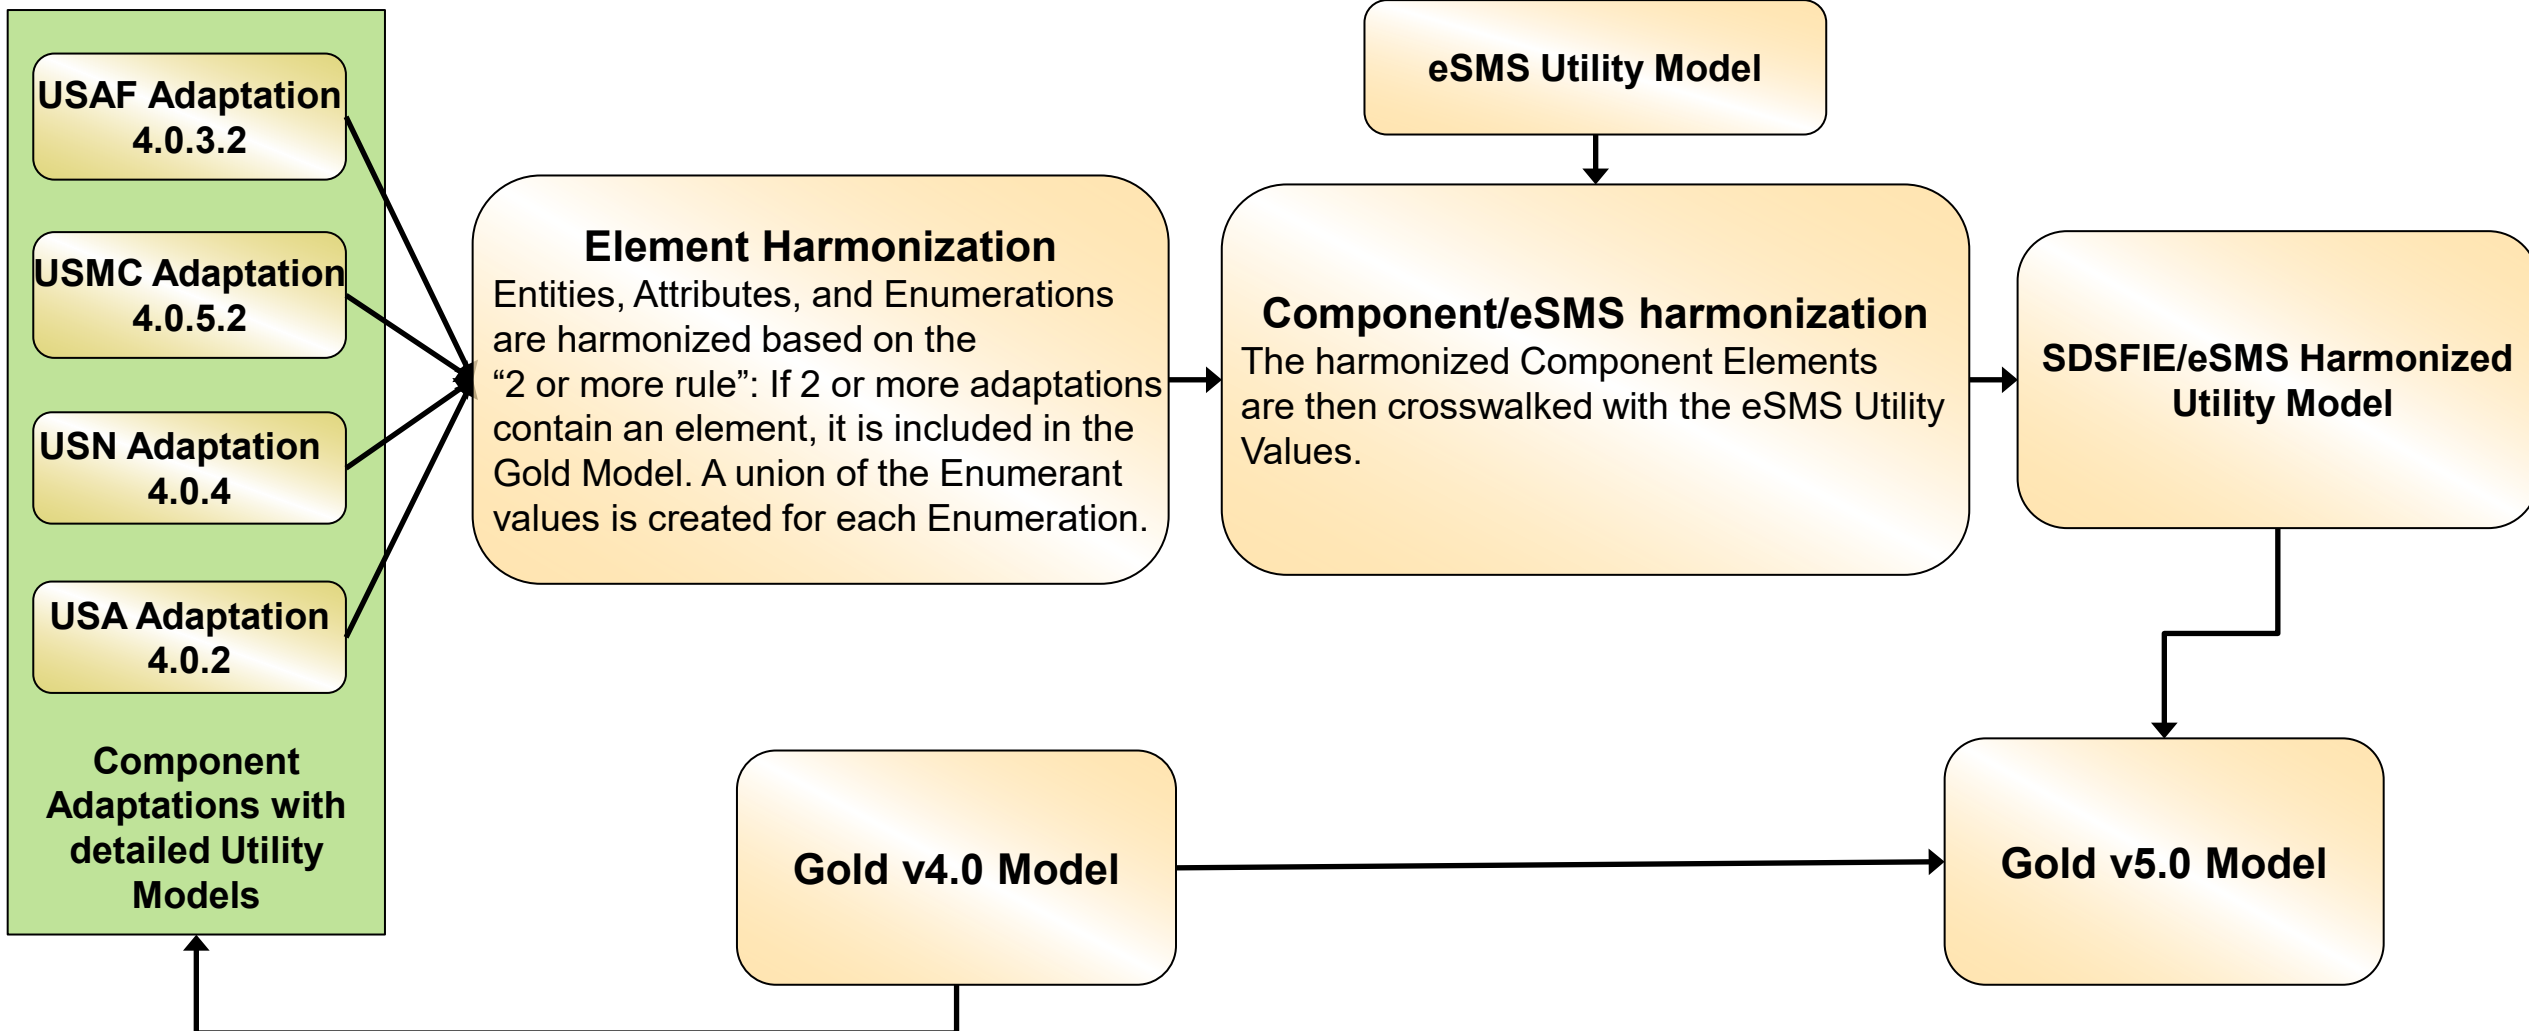 USAF Adaptation
4.0.3.2
USMC Adaptation
4.0.5.2
USN Adaptation
4.0.4
USA Adaptation
4.0.2
Component
Adaptations with
detailed Utility
Models
Element Harmonization
Entities, Attributes, and Enumerations
are harmonized based on the
“2 or more rule”: If 2 or more adaptations
contain an element, it is included in the
Gold Model. A union of the Enumerant
values is created for each Enumeration.
eSMS Utility Model
Component/eSMS harmonization
The harmonized Component Elements
are then crosswalked with the eSMS Utility
Values.
SDSFIE/eSMS Harmonized
Utility Model
Gold v4.0 Model
Gold v5.0 Model